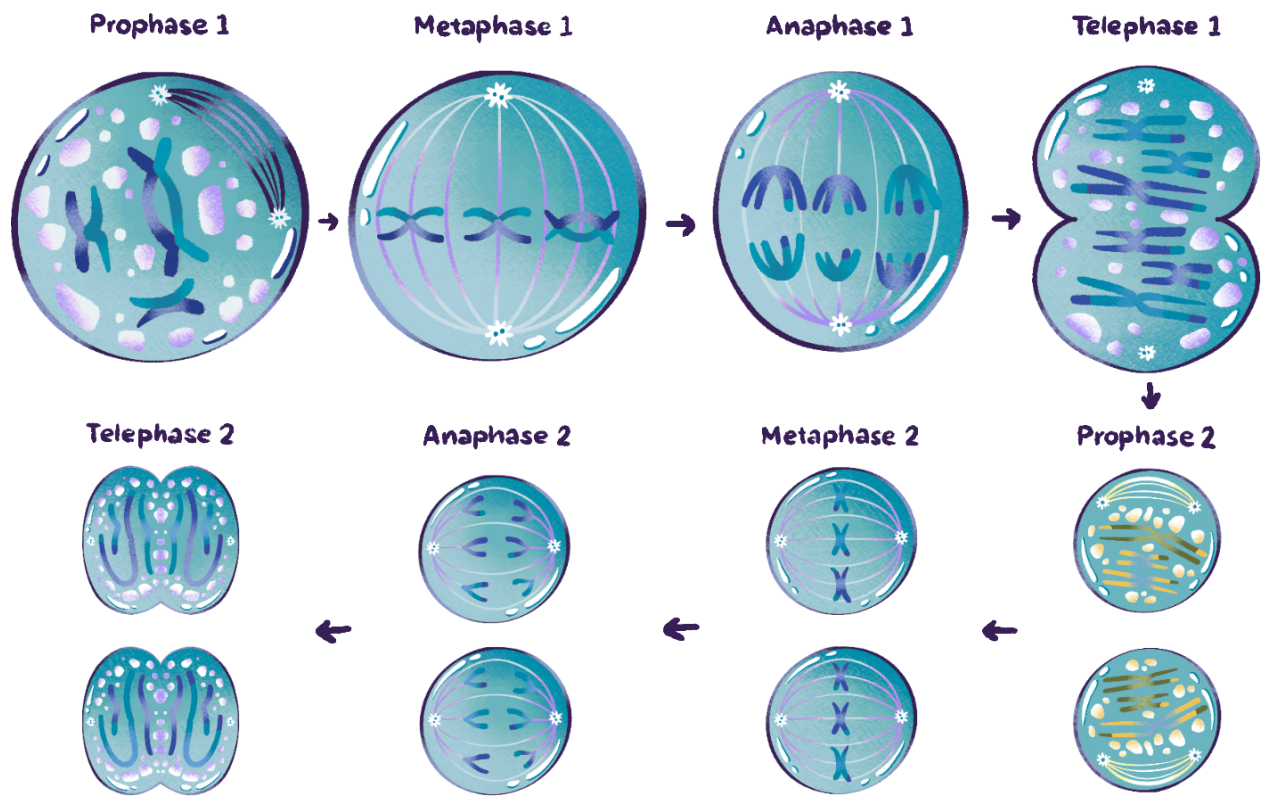 Prophase 1
Metaphase 1
Anaphase 1
Telephase 1
Telephase 2
Anaphase 2
Metaphase 2
Prophase 2